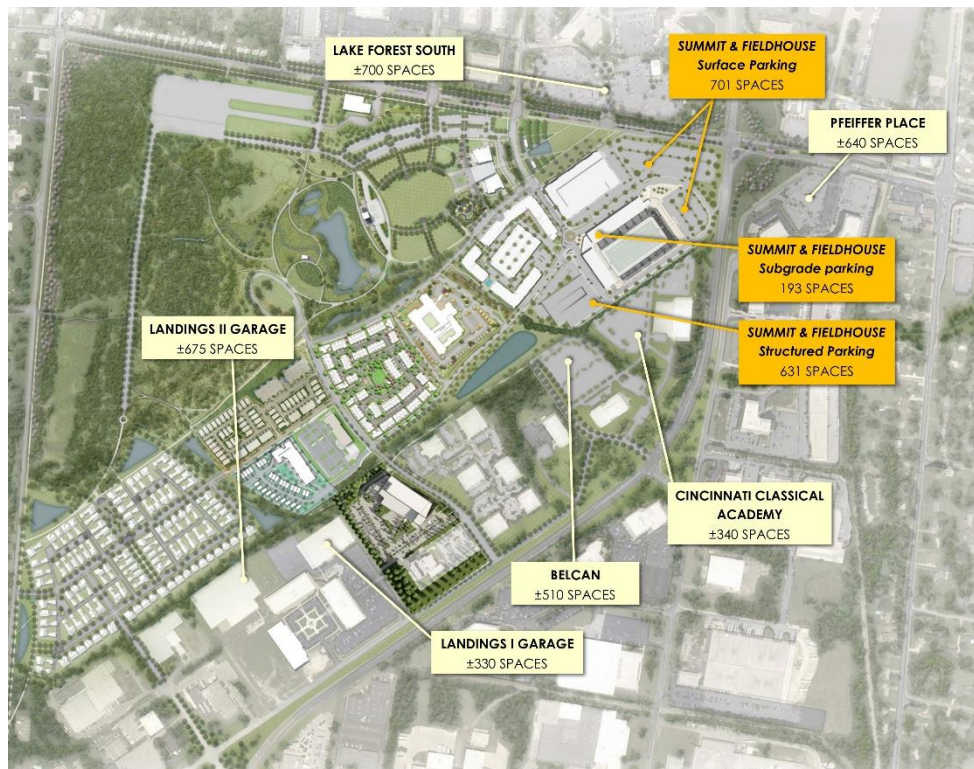 LAKE FOREST SOUTH
±700 SPACES
SUMMIT & FIELDHOUSE
Surface Parking
701 SPACES
PFEIFFER PLACE
±640 SPACES
SUMMIT & FIELDHOUSE
Subgrade parking
193 SPACES
LANDINGS II GARAGE
±675 SPACES
SUMMIT & FIELDHOUSE
Structured Parking
631 SPACES
CINCINNATI CLASSICAL
ACADEMY
±340 SPACES
BELCAN
±510 SPACES
LANDINGS I GARAGE
±330 SPACES